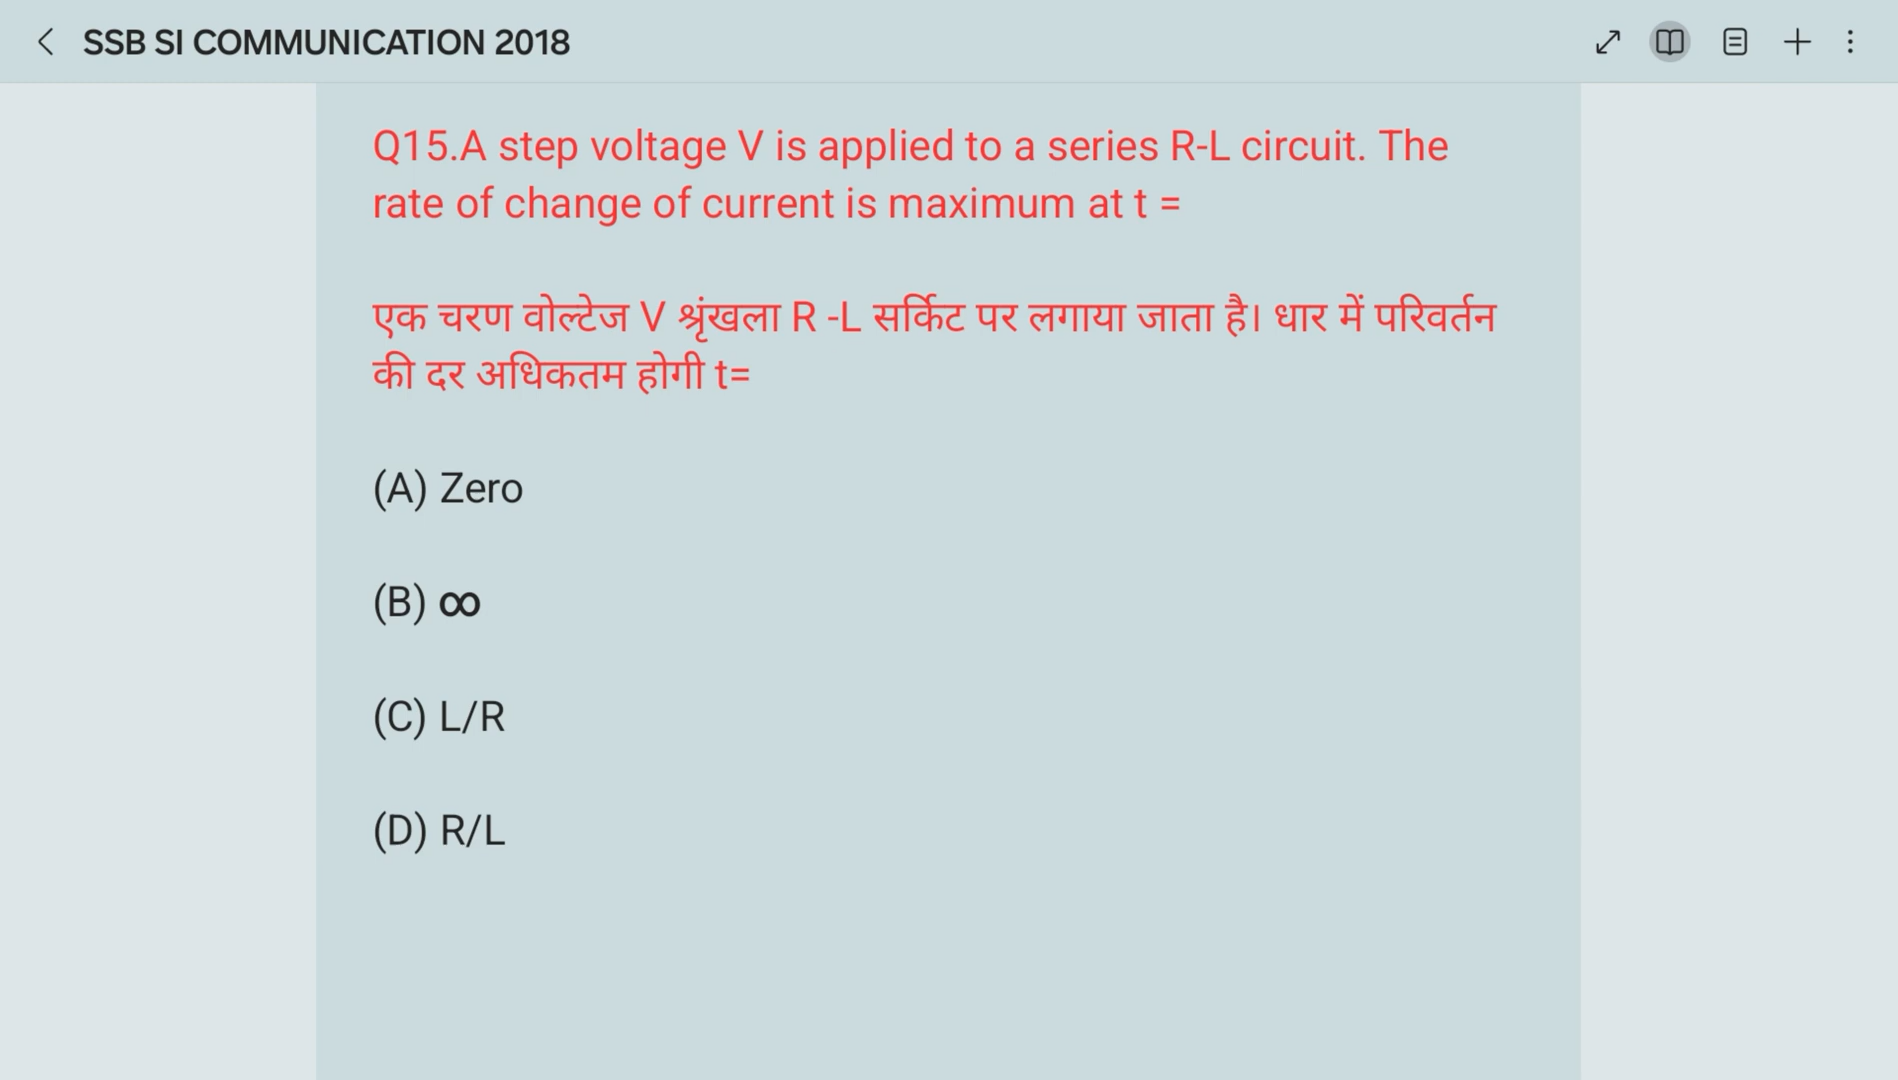 SSB SI COMMUNICATION 2018
Q15.A step voltage V is applied to a series R-L circuit. The
rate of change of current is maximum at t =
एक चरण वोल्टेज V श्रृंखला R -L सर्किट पर लगाया जाता है। धार में परिवर्तन
की दर अधिकतम होगी t=
(A) Zero
(B) ∞
(C) L/R
(D) R/L